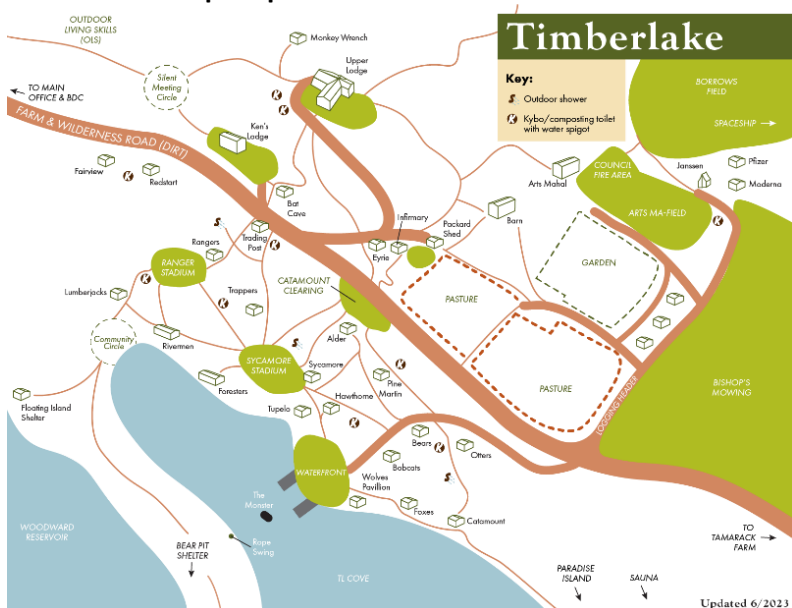 OUTDOOR
LIVING SKILLS
(OLS)
Monkey Wrench
Upper
Lodge
Timberlake
Key:
Outdoor shower
K Kybo/composting toilet
with water spigot
BORROWS
FIELD
SPACESHIP
TO MAIN
OFFICE & BDC
Silent
Meeting
Circle
FARM & WILDERNESS ROAD (DIRT)
Ken's
Lodge
K
K
Fairview
K
Redstart
Bat
Cave
Arts Mahal
COUNCIL
FIRE AREA
Janssen
Pfizer
Moderna
ARTS MA-FIELD
K
Infirmary
Packard
Shed
Barn
Rangers
Trading
Post
K
Eyrie
GARDEN
RANGER
STADIUM
K
Lumberjacks
Trappers
K
CATAMOUNT
CLEARING
PASTURE
Community
Circle
Rivermen
Alder
SYCAMORE
STADIUM
Sycamore
K
Pine
Martin
PASTURE
LOGGING HEADER
BISHOP'S
MOWING
Floating Island
Shelter
Foresters
Hawthorne
Tupelo
K
Bears
K
Otters
WATERFRONT
Bobcats
Wolves
Pavilion
The
Monster
Foxes
Catamount
WOODWARD
RESERVOIR
BEAR PIT
SHELTER
Rope
Swing
TL COVE
TO
TAMARACK
FARM
PARADISE
ISLAND
SAUNA
Updated 6/2023